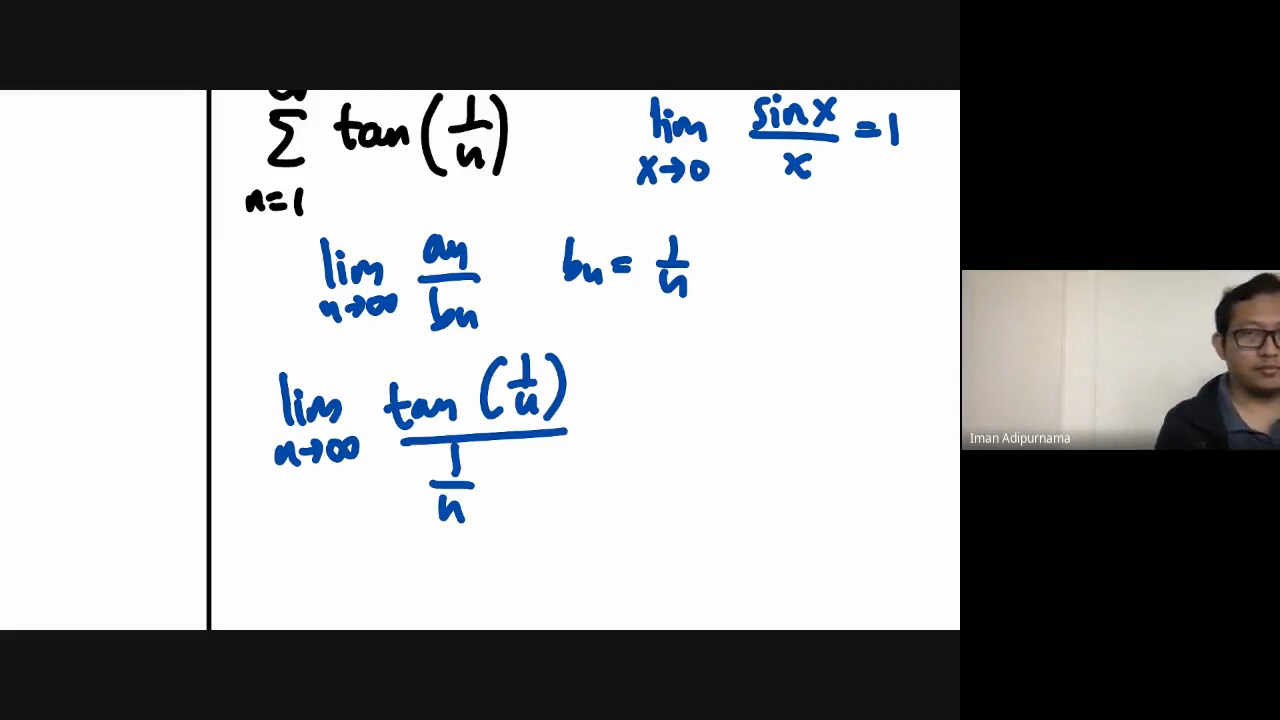 ∞
∑ tan (1/n)
n=1
lim sin x / x = 1
x→0
lim an / bn
n→∞
bn = 1/n
lim tan (1/n) / 1/n
n→∞
Iman Adipurnama